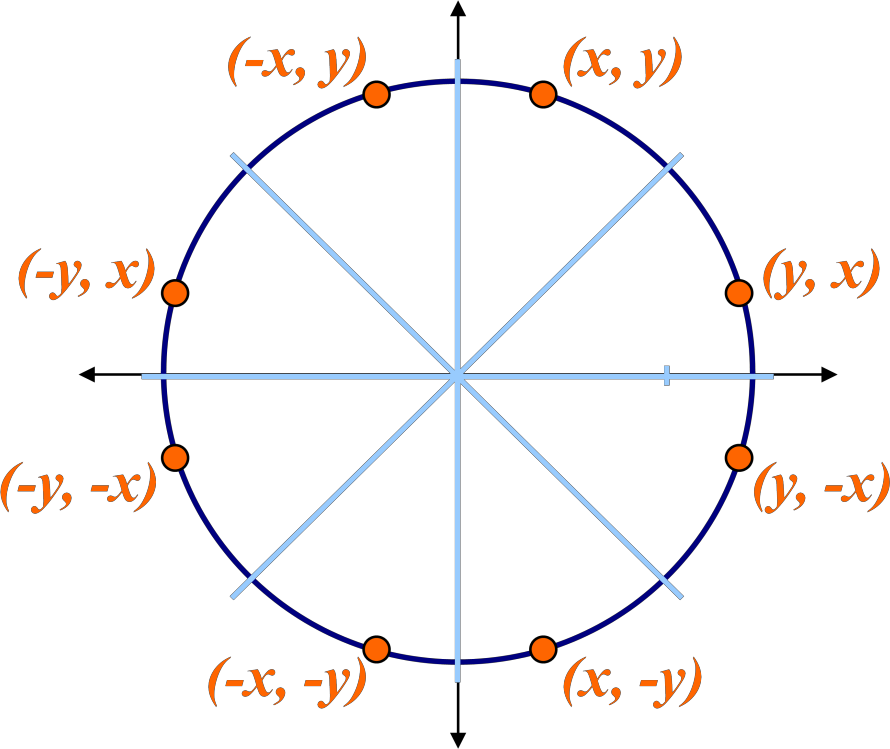 (-x, y)
(x, y)
(-y, x)
(y, x)
(-y, -x)
(y, -x)
(-x, -y)
(x, -y)